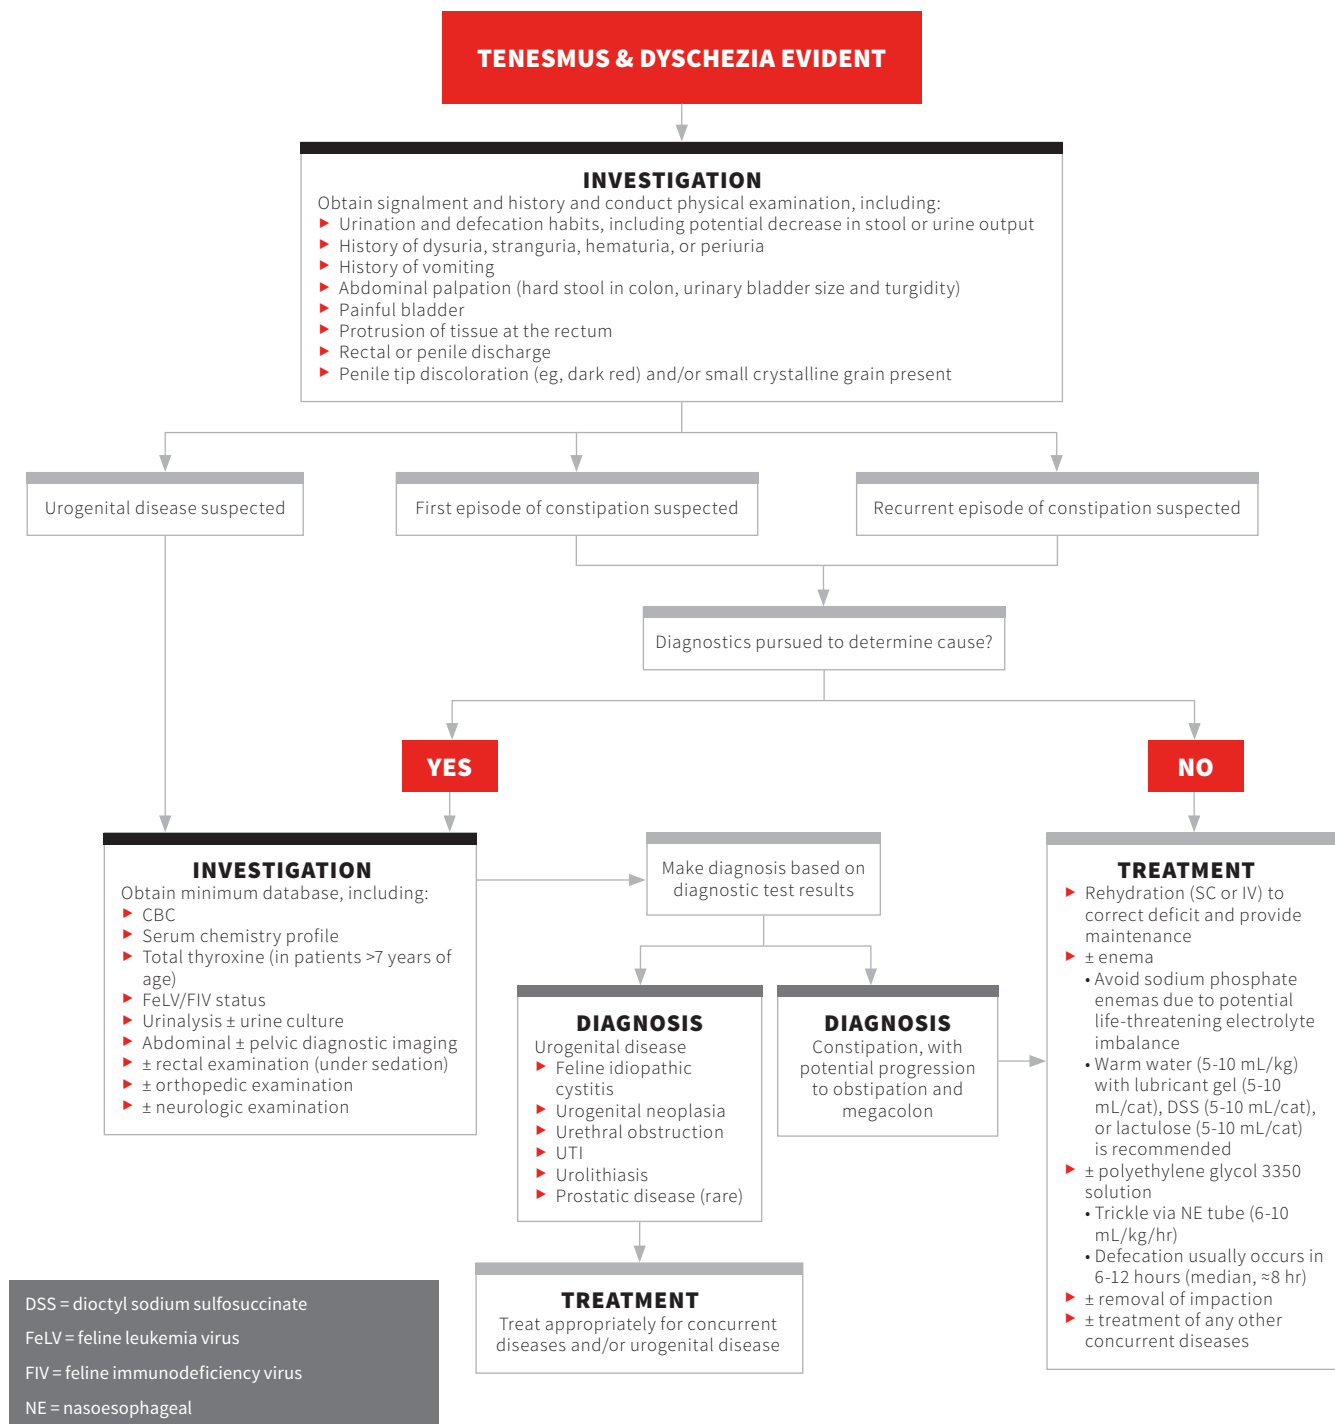 TENESMUS & DYSCHEZIA EVIDENT
INVESTIGATION
Obtain signalment and history and conduct physical examination, including:
► Urination and defecation habits, including potential decrease in stool or urine output
► History of dysuria, stranguria, hematuria, or periuria
► History of vomiting
► Abdominal palpation (hard stool in colon, urinary bladder size and turgidity)
► Painful bladder
► Protrusion of tissue at the rectum
► Rectal or penile discharge
► Penile tip discoloration (eg, dark red) and/or small crystalline grain present
Urogenital disease suspected
First episode of constipation suspected
Recurrent episode of constipation suspected
Diagnostics pursued to determine cause?
YES
NO
INVESTIGATION
Obtain minimum database, including:
► CBC
► Serum chemistry profile
► Total thyroxine (in patients >7 years of
age)
► FeLV/FIV status
► Urinalysis ± urine culture
► Abdominal ± pelvic diagnostic imaging
► ± rectal examination (under sedation)
► ± orthopedic examination
► ± neurologic examination
Make diagnosis based on
diagnostic test results
DIAGNOSIS
Urogenital disease
► Feline idiopathic
cystitis
► Urogenital neoplasia
► Urethral obstruction
► UTI
► Urolithiasis
► Prostatic disease (rare)
DIAGNOSIS
Constipation, with
potential progression
to obstipation and
megacolon
TREATMENT
► Rehydration (SC or IV) to
correct deficit and provide
maintenance
► ± enema
• Avoid sodium phosphate
enemas due to potential
life-threatening electrolyte
imbalance
• Warm water (5-10 mL/kg)
with lubricant gel (5-10
mL/cat), DSS (5-10 mL/cat),
or lactulose (5-10 mL/cat)
is recommended
► ± polyethylene glycol 3350
solution
• Trickle via NE tube (6-10
mL/kg/hr)
• Defecation usually occurs in
6-12 hours (median, ≈8 hr)
► ± removal of impaction
► ± treatment of any other
concurrent diseases
TREATMENT
Treat appropriately for concurrent
diseases and/or urogenital disease
DSS = dioctyl sodium sulfosuccinate
FeLV = feline leukemia virus
FIV = feline immunodeficiency virus
NE = nasoesophageal